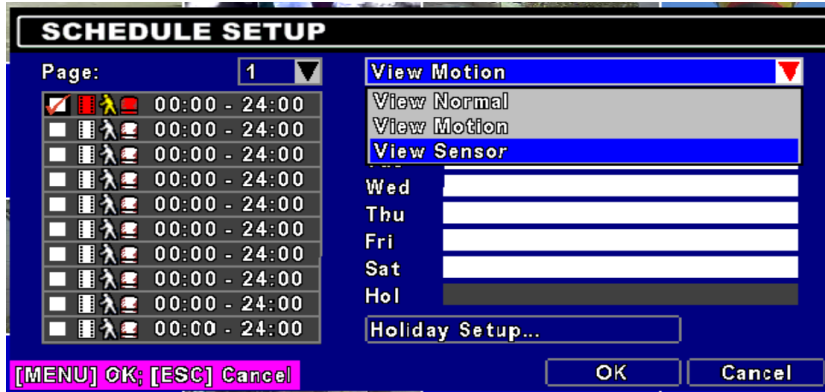 SCHEDULE SETUP
Page: 1
View Motion
View Normal
View Motion
View Sensor
00:00 - 24:00
00:00 - 24:00
00:00 - 24:00
00:00 - 24:00
00:00 - 24:00
00:00 - 24:00
00:00 - 24:00
00:00 - 24:00
00:00 - 24:00
00:00 - 24:00
Wed
Thu
Fri
Sat
Hol
Holiday Setup...
[MENU] OK; [ESC] Cancel
OK
Cancel